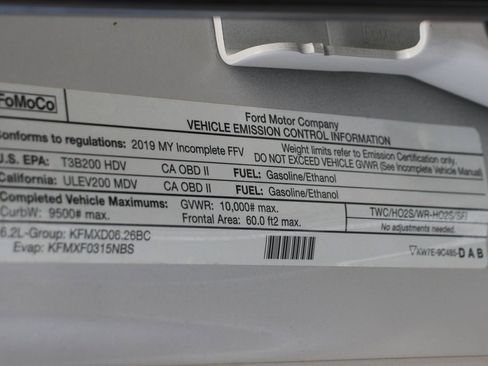 FoMoCo
Ford Motor Company
VEHICLE EMISSION CONTROL INFORMATION
Conforms to regulations: 2019 MY Incomplete FFV
Weight limits refer to Emission Certification only.
DO NOT EXCEED VEHICLE GVWR (See Incomplete Vehicle Manual)
U.S. EPA: T3B200 HDV CA OBD II FUEL: Gasoline/Ethanol
California: ULEV200 MDV CA OBD II FUEL: Gasoline/Ethanol
Completed Vehicle Maximums: GVWR: 10,000# max.
CurbW: 9500# max. Frontal Area: 60.0 ft2 max.
TWC/HO2S/WR-HO2S/SFI
No adjustments needed.
6.2L-Group: KFMXD06.26BC
Evap: KFMXF0315NBS
KW7E-9C485-DAB